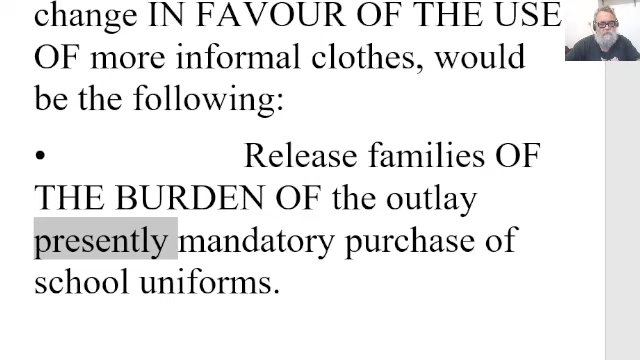 change IN FAVOUR OF THE USE
OF more informal clothes, would
be the following:
• Release families OF
THE BURDEN OF the outlay
presently mandatory purchase of
school uniforms.